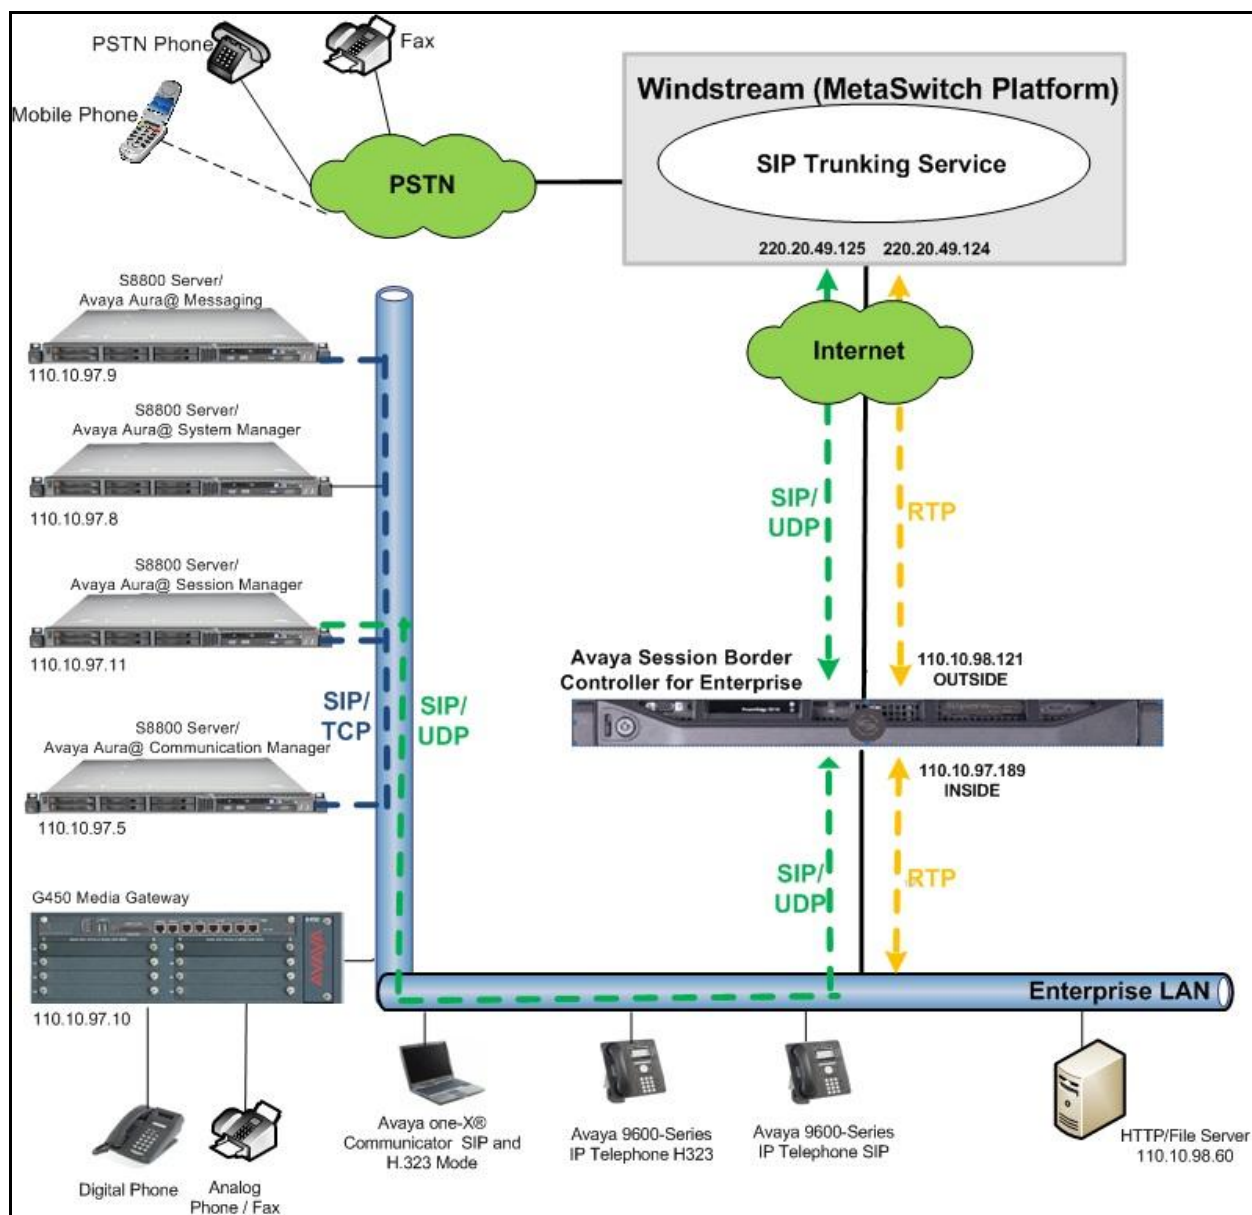 PSTN Phone
Fax
Mobile Phone
PSTN
Windstream (MetaSwitch Platform)
SIP Trunking Service
220.20.49.125 220.20.49.124
Internet
S8800 Server/
Avaya Aura@ Messaging
110.10.97.9
S8800 Server/
Avaya Aura@ System Manager
110.10.97.8
S8800 Server/
Avaya Aura@ Session Manager
110.10.97.11
S8800 Server/
Avaya Aura@ Communication Manager
110.10.97.5
SIP/
TCP
SIP/
UDP
SIP/
UDP
RTP
Avaya Session Border
Controller for Enterprise
110.10.98.121
OUTSIDE
110.10.97.189
INSIDE
SIP/
UDP
RTP
G450 Media Gateway
AVAYA
110.10.97.10
Enterprise LAN
Digital Phone
Analog
Phone / Fax
Avaya one-X®
Communicator SIP and
H.323 Mode
Avaya 9600-Series
IP Telephone H323
Avaya 9600-Series
IP Telephone SIP
HTTP/File Server
110.10.98.60